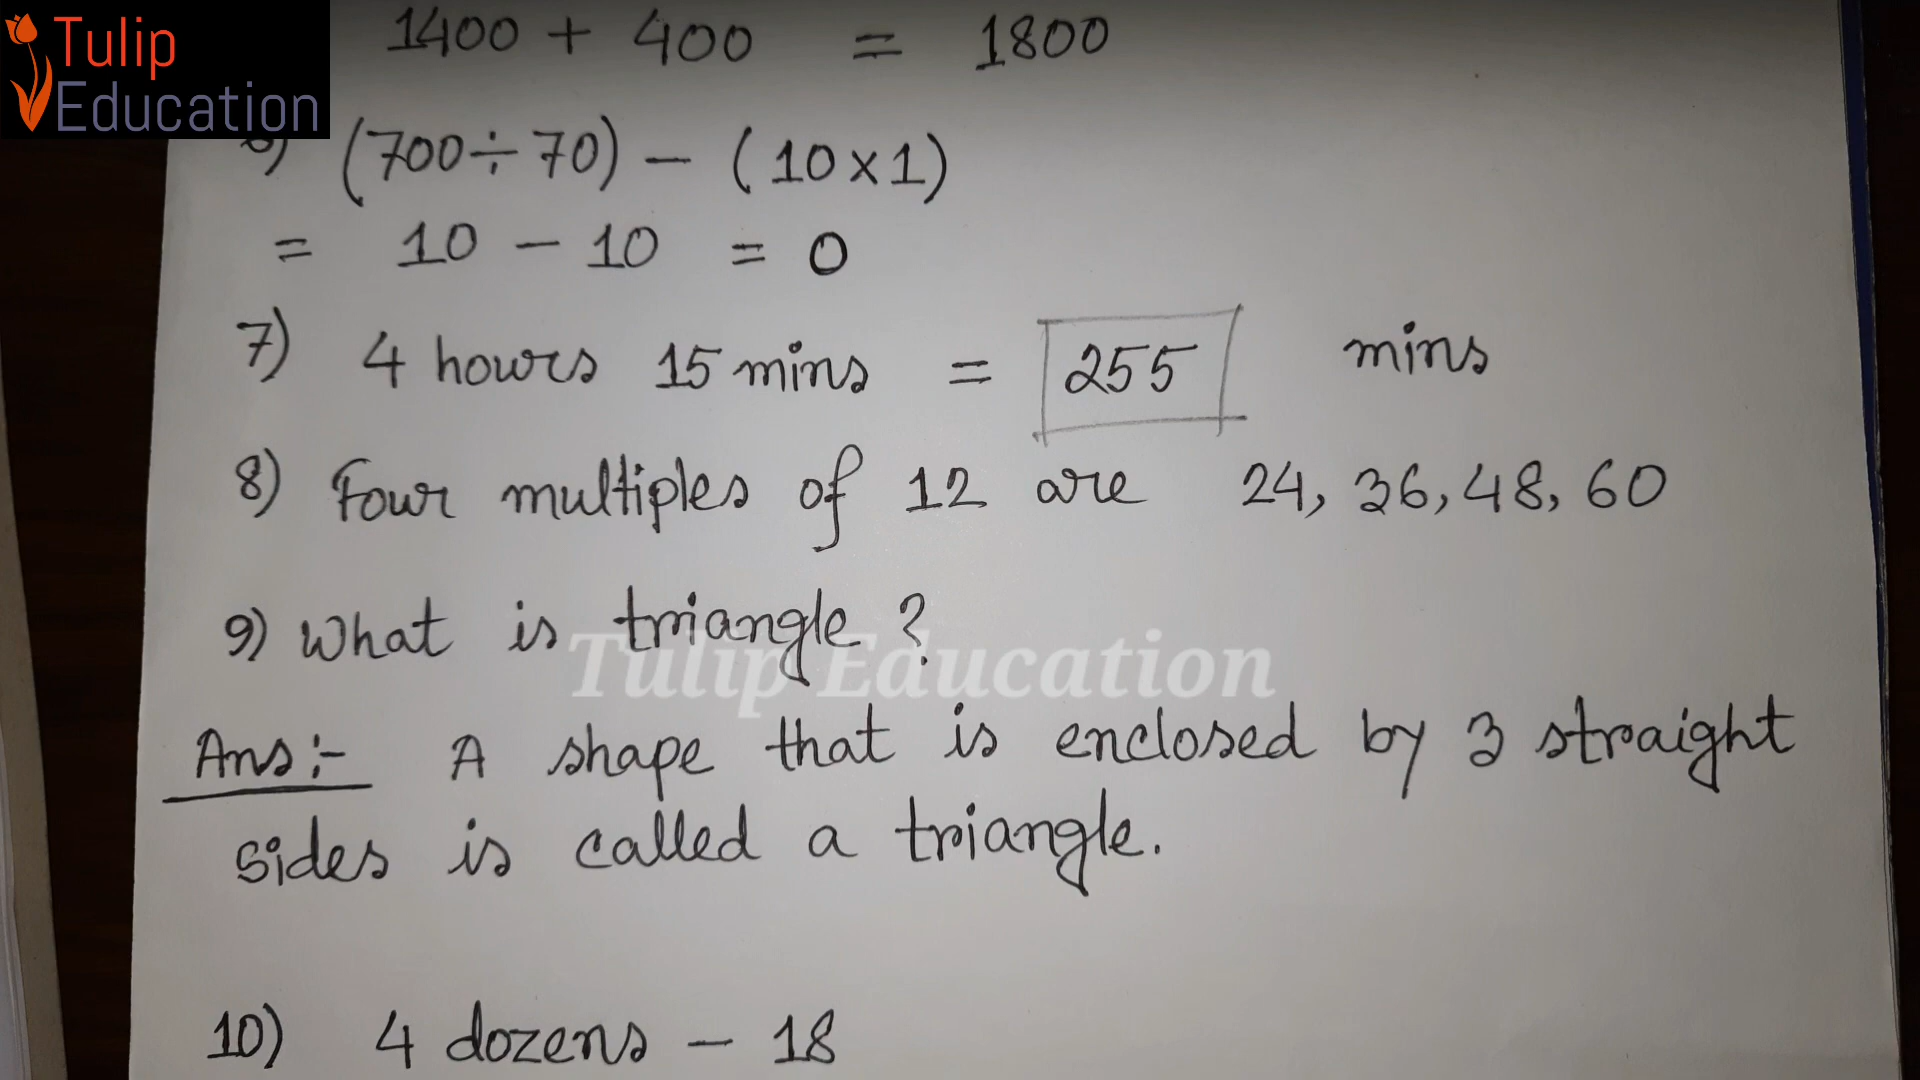 Tulip
Education
1400 + 400 = 1800
(700÷70) – (10×1)
= 10 – 10 = 0
7) 4 hours 15 mins = 255 mins
8) Four multiples of 12 are 24, 36, 48, 60
9) What is triangle ?
Tulip Education
Ans:- A shape that is enclosed by 3 straight
sides is called a triangle.
10) 4 dozens – 18